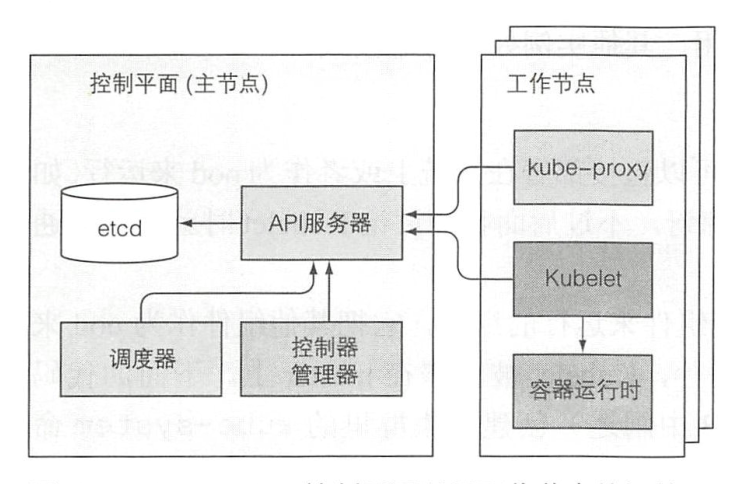 控制平面 (主节点)
工作节点
kube-proxy
etcd
API服务器
Kubelet
调度器
控制器
管理器
容器运行时